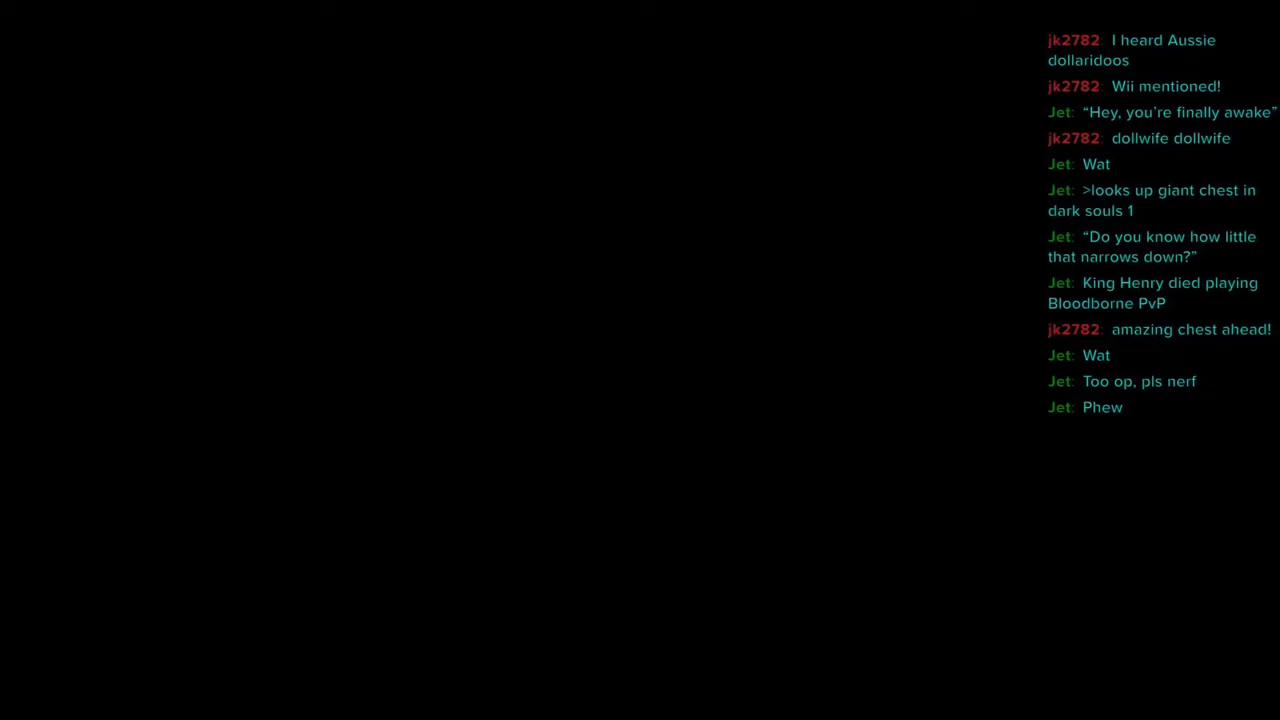 jk2782: I heard Aussie
dollaridoos
jk2782: Wii mentioned!
Jet: “Hey, you’re finally awake”
jk2782: dollwife dollwife
Jet: Wat
Jet: >looks up giant chest in
dark souls 1
Jet: “Do you know how little
that narrows down?”
Jet: King Henry died playing
Bloodborne PvP
jk2782: amazing chest ahead!
Jet: Wat
Jet: Too op, pls nerf
Jet: Phew